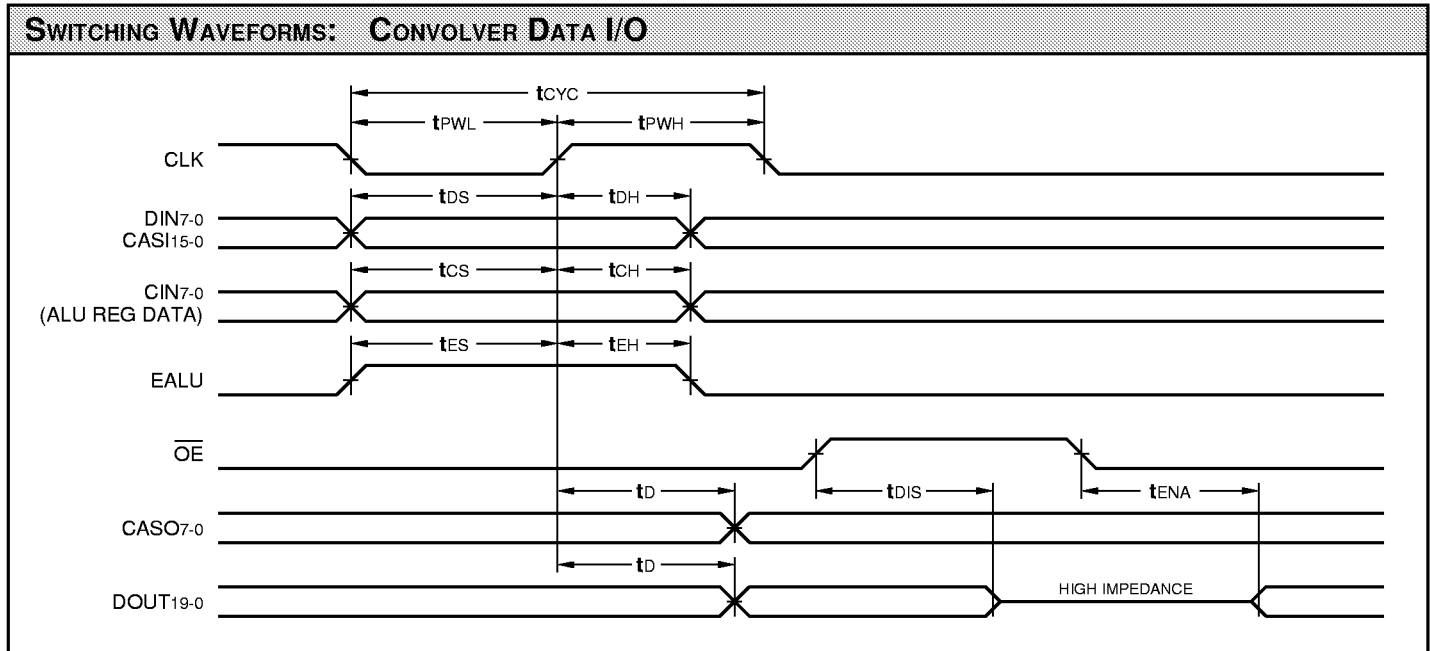 SWITCHING WAVEFORMS: CONVOLVER DATA I/O
tCYC
tPWL tPWH
CLK
tDS tDH
DIN7-0
CASI15-0
tCS tCH
CIN7-0
(ALU REG DATA)
tES tEH
EALU
OE
tD tDIS tENA
CASO7-0
tD
DOUT19-0 HIGH IMPEDANCE